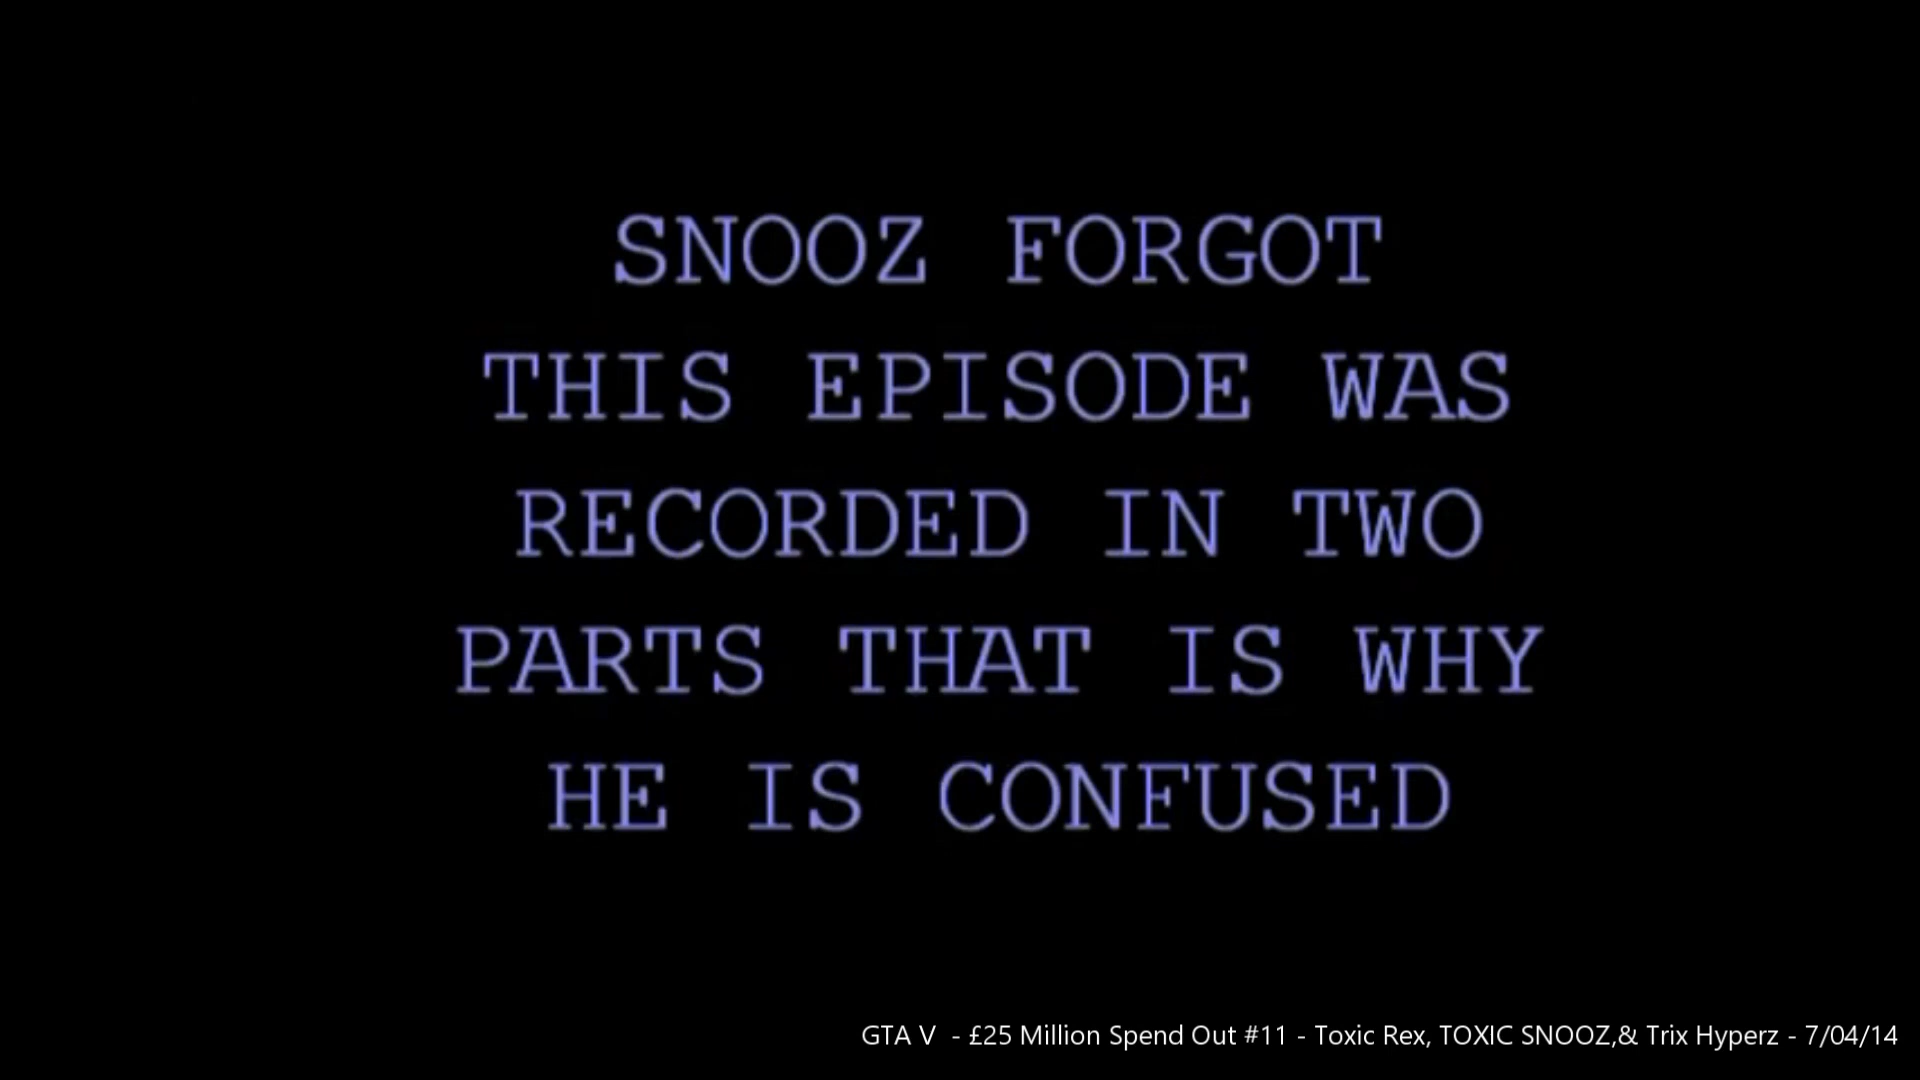 SNOOZ FORGOT
THIS EPISODE WAS
RECORDED IN TWO
PARTS THAT IS WHY
HE IS CONFUSED
GTA V  - £25 Million Spend Out #11 - Toxic Rex, TOXIC SNOOZ,& Trix Hyperz - 7/04/14